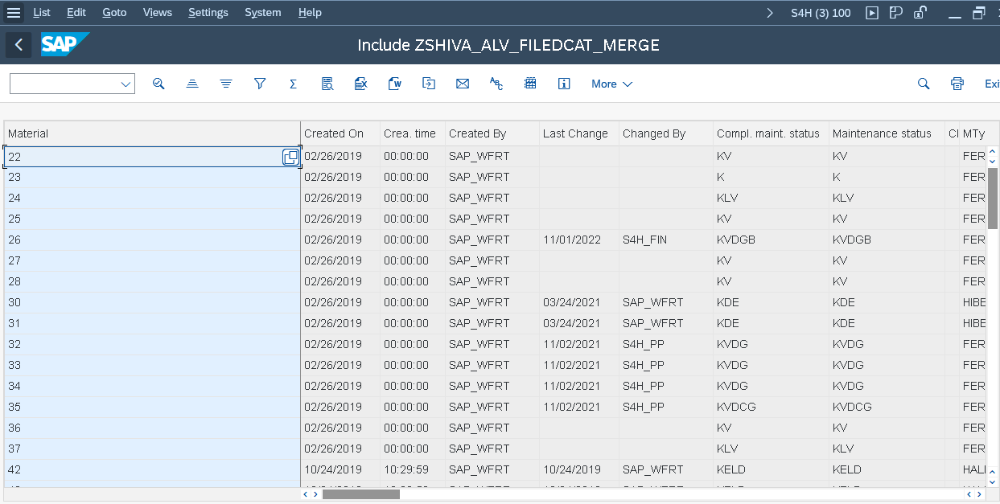 List Edit Goto Views Settings System Help S4H (3) 100
SAP Include ZSHIVA_ALV_FILEDCAT_MERGE
More Exi
Material Created On Crea. time Created By Last Change Changed By Compl. maint. status Maintenance status Cl MTy
22 02/26/2019 00:00:00 SAP_WFRT KV KV FER
23 02/26/2019 00:00:00 SAP_WFRT K K FER
24 02/26/2019 00:00:00 SAP_WFRT KLV KLV FER
25 02/26/2019 00:00:00 SAP_WFRT KV KV FER
26 02/26/2019 00:00:00 SAP_WFRT 11/01/2022 S4H_FIN KVDGB KVDGB FER
27 02/26/2019 00:00:00 SAP_WFRT KV KV FER
28 02/26/2019 00:00:00 SAP_WFRT KV KV FER
30 02/26/2019 00:00:00 SAP_WFRT 03/24/2021 SAP_WFRT KDE KDE HIBE
31 02/26/2019 00:00:00 SAP_WFRT 03/24/2021 SAP_WFRT KDE KDE HIBE
32 02/26/2019 00:00:00 SAP_WFRT 11/02/2021 S4H_PP KVDG KVDG FER
33 02/26/2019 00:00:00 SAP_WFRT 11/02/2021 S4H_PP KVDG KVDG FER
34 02/26/2019 00:00:00 SAP_WFRT 11/02/2021 S4H_PP KVDG KVDG FER
35 02/26/2019 00:00:00 SAP_WFRT 11/02/2021 S4H_PP KVDCG KVDCG FER
36 02/26/2019 00:00:00 SAP_WFRT KV KV FER
37 02/26/2019 00:00:00 SAP_WFRT KLV KLV FER
42 10/24/2019 10:29:59 SAP_WFRT 10/24/2019 SAP_WFRT KELD KELD HAL